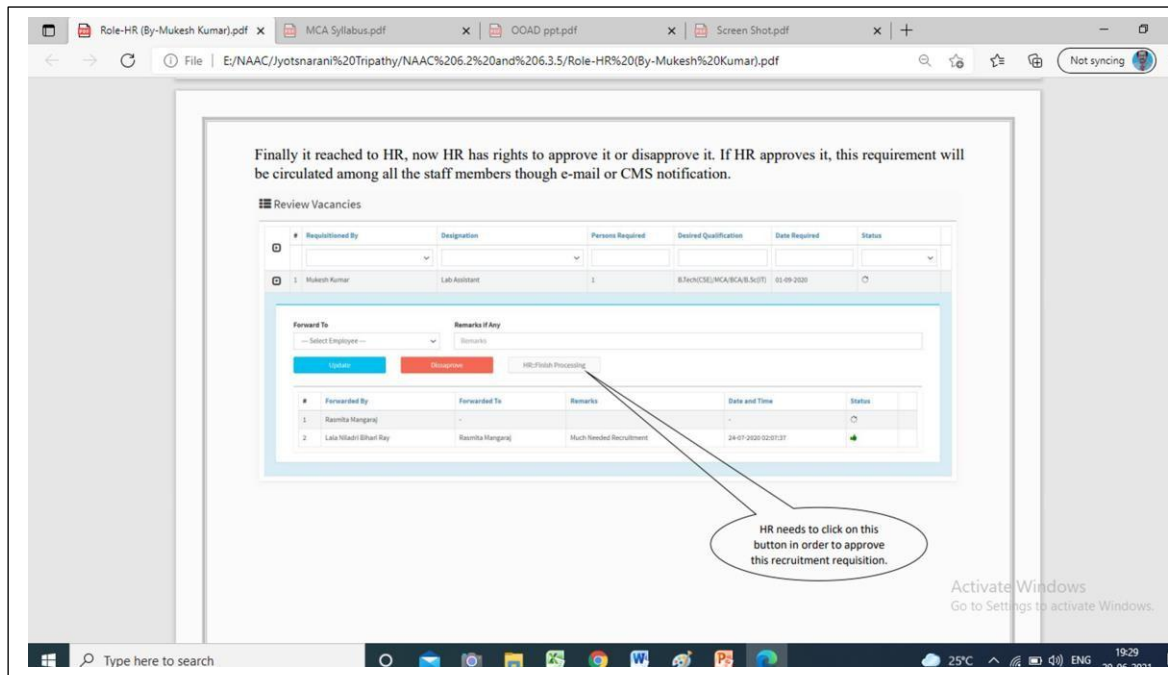 Role-HR (By-Mukesh Kumar).pdf MCA Syllabus.pdf OOAD ppt.pdf Screen Shot.pdf
File E:/NAAC/Jyotsnarani%20Tripathy/NAAC%206.2%20and%206.3.5/Role-HR%20(By-Mukesh%20Kumar).pdf Not syncing
Finally it reached to HR, now HR has rights to approve it or disapprove it. If HR approves it, this requirement will
be circulated among all the staff members though e-mail or CMS notification.
Review Vacancies
# Requisitioned By Designation Persons Required Desired Qualification Date Required Status
1 Mukesh Kumar Lab Assistant 1 B.Tech(CSE)/MCA/BCA/B.Sc(IT) 01-09-2020
Forward To Remarks If Any
--- Select Employee --- Remarks
Update Disaprove HR:Finish Processing
# Forwarded By Forwarded To Remarks Date and Time Status
1 Rasmita Mangaraj - -
2 Lala Niladri Bihari Ray Rasmita Mangaraj Much Needed Recruitment 24-07-2020 02:07:37
HR needs to click on this
button in order to approve
this recruitment requisition.
Activate Windows
Go to Settings to activate Windows.
Type here to search 25°C ENG 19:29